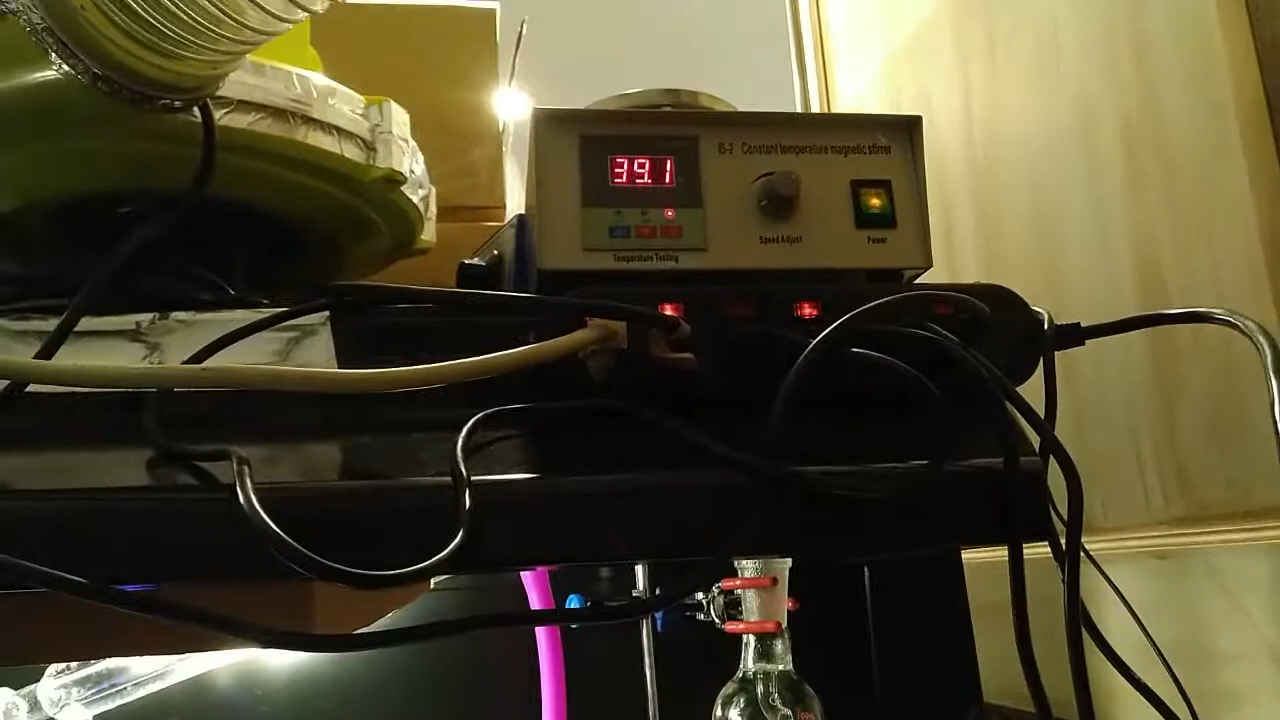 39.1
85-2 Constant temperature magnetic stirrer
Speed Adjust
Power
Temperature Testing